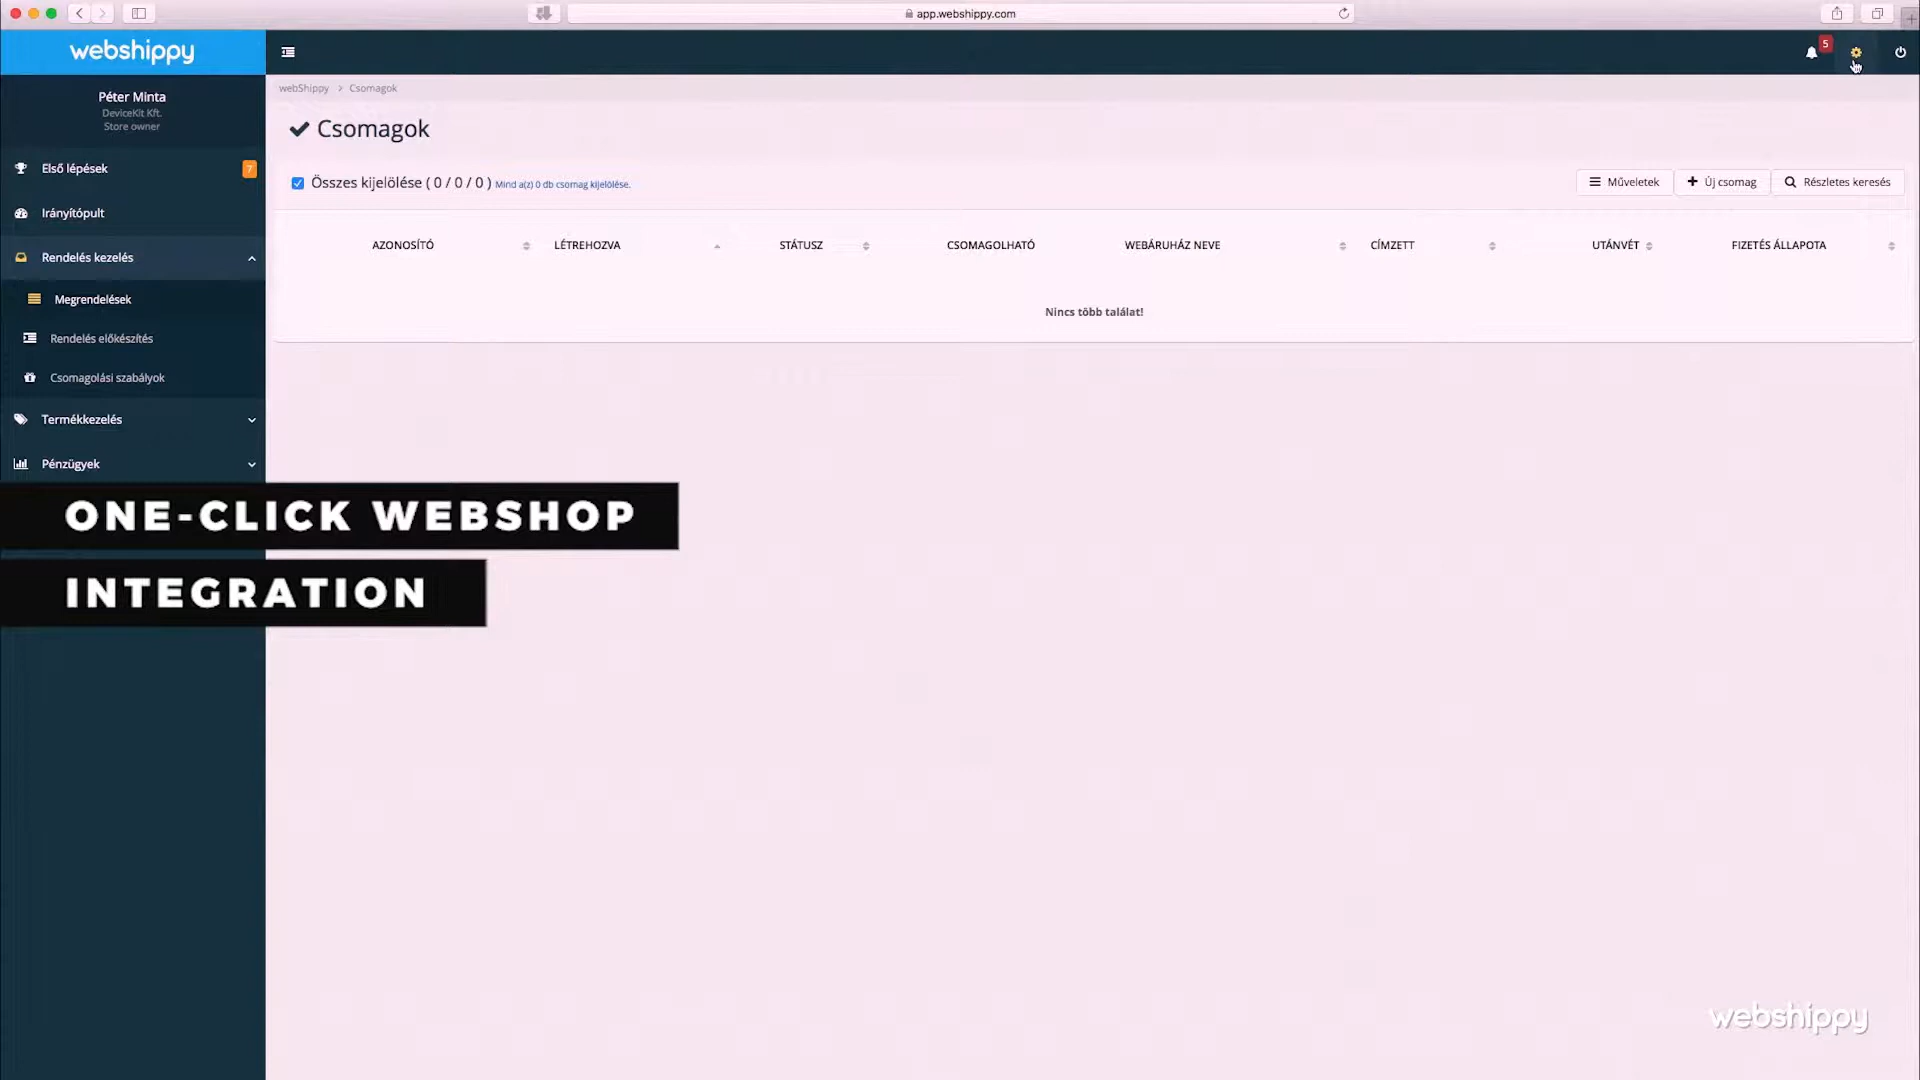 app.webshippy.com
webshippy
5
Péter Minta
DeviceKit Kft.
Store owner
Első lépések 7
Irányítópult
Rendelés kezelés
Megrendelések
Rendelés előkészítés
Csomagolási szabályok
Termékkezelés
Pénzügyek
webShippy > Csomagok
Csomagok
Összes kijelölése ( 0 / 0 / 0 ) Mind a(z) 0 db csomag kijelölése.
Műveletek Új csomag Részletes keresés
AZONOSÍTÓ LÉTREHOZVA STÁTUSZ CSOMAGOLHATÓ WEBÁRUHÁZ NEVE CÍMZETT UTÁNVÉT FIZETÉS ÁLLAPOTA
Nincs több találat!
ONE-CLICK WEBSHOP
INTEGRATION
webshippy